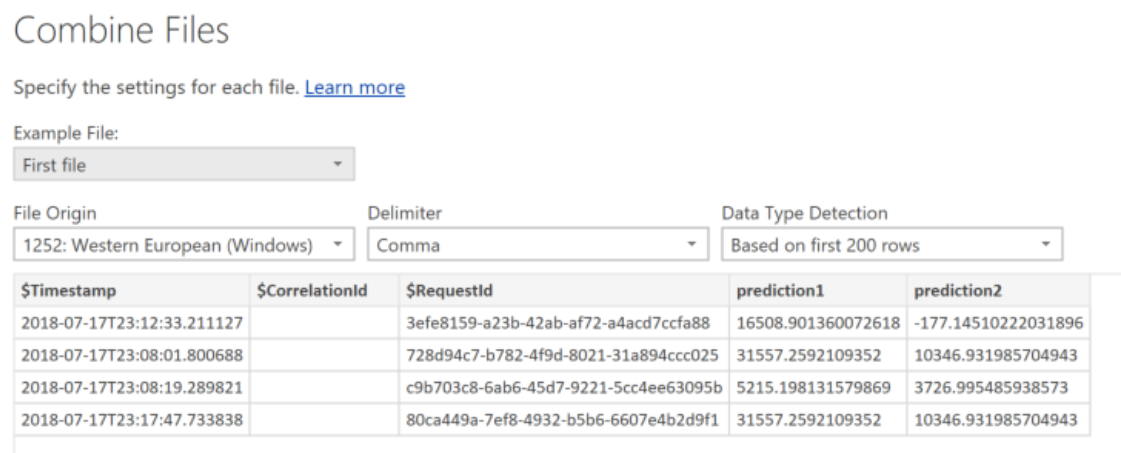 Combine Files
Specify the settings for each file. Learn more
Example File:
First file
File Origin Delimiter Data Type Detection
1252: Western European (Windows) Comma Based on first 200 rows
$Timestamp $CorrelationId $RequestId prediction1 prediction2
2018-07-17T23:12:33.211127 3efe8159-a23b-42ab-af72-a4acd7ccfa88 16508.901360072618 -177.14510222031896
2018-07-17T23:08:01.800688 728d94c7-b782-4f9d-8021-31a894ccc025 31557.2592109352 10346.931985704943
2018-07-17T23:08:19.289821 c9b703c8-6ab6-45d7-9221-5cc4ee63095b 5215.198131579869 3726.995485938573
2018-07-17T23:17:47.733838 80ca449a-7ef8-4932-b5b6-6607e4b2d9f1 31557.2592109352 10346.931985704943